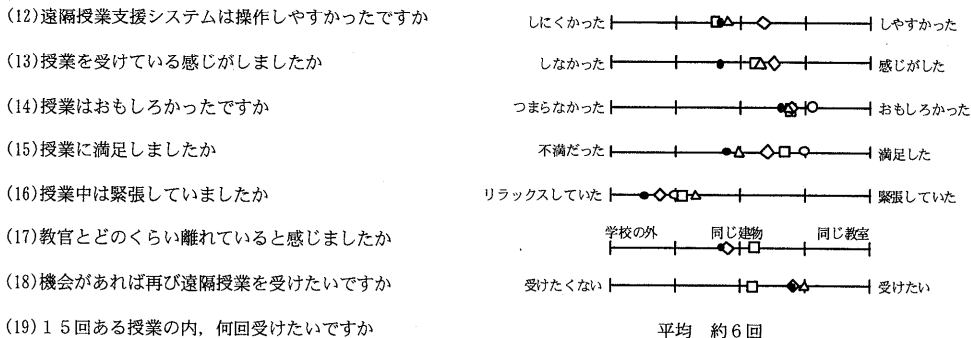 (12)遠隔授業支援システムは操作しやすかったですか しにくかった しやすかった
(13)授業を受けている感じがしましたか しなかった 感じがした
(14)授業はおもしろかったですか つまらなかった おもしろかった
(15)授業に満足しましたか 不満だった 満足した
(16)授業中は緊張していましたか リラックスしていた 緊張していた
(17)教官とどのくらい離れていると感じましたか 学校の外 同じ建物 同じ教室
(18)機会があれば再び遠隔授業を受けたいですか 受けたくない 受けたい
(19)15回ある授業の内，何回受けたいですか 平均 約6回